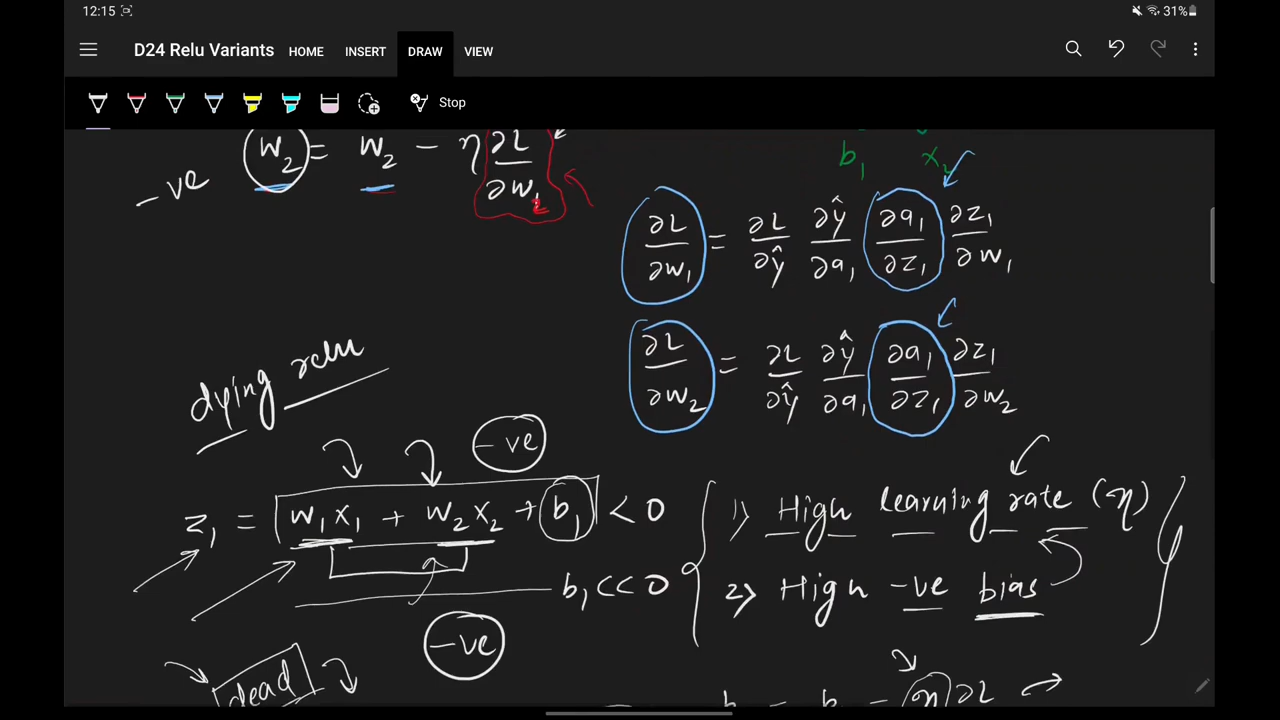 12:15 31%
D24 Relu Variants HOME INSERT DRAW VIEW
Stop
W₂ = W₂ - η ∂L/∂W₂
-ve
b₁ x₂
∂L/∂W₁ = ∂L/∂ŷ ∂ŷ/∂a₁ ∂a₁/∂z₁ ∂z₁/∂W₁
∂L/∂W₂ = ∂L/∂ŷ ∂ŷ/∂a₁ ∂a₁/∂z₁ ∂z₁/∂W₂
dying relu
-ve
z₁ = W₁x₁ + W₂x₂ + b₁ < 0
b₁ << 0
1) High learning rate (η)
2) High -ve bias
-ve
dead
b = b - η ∂L